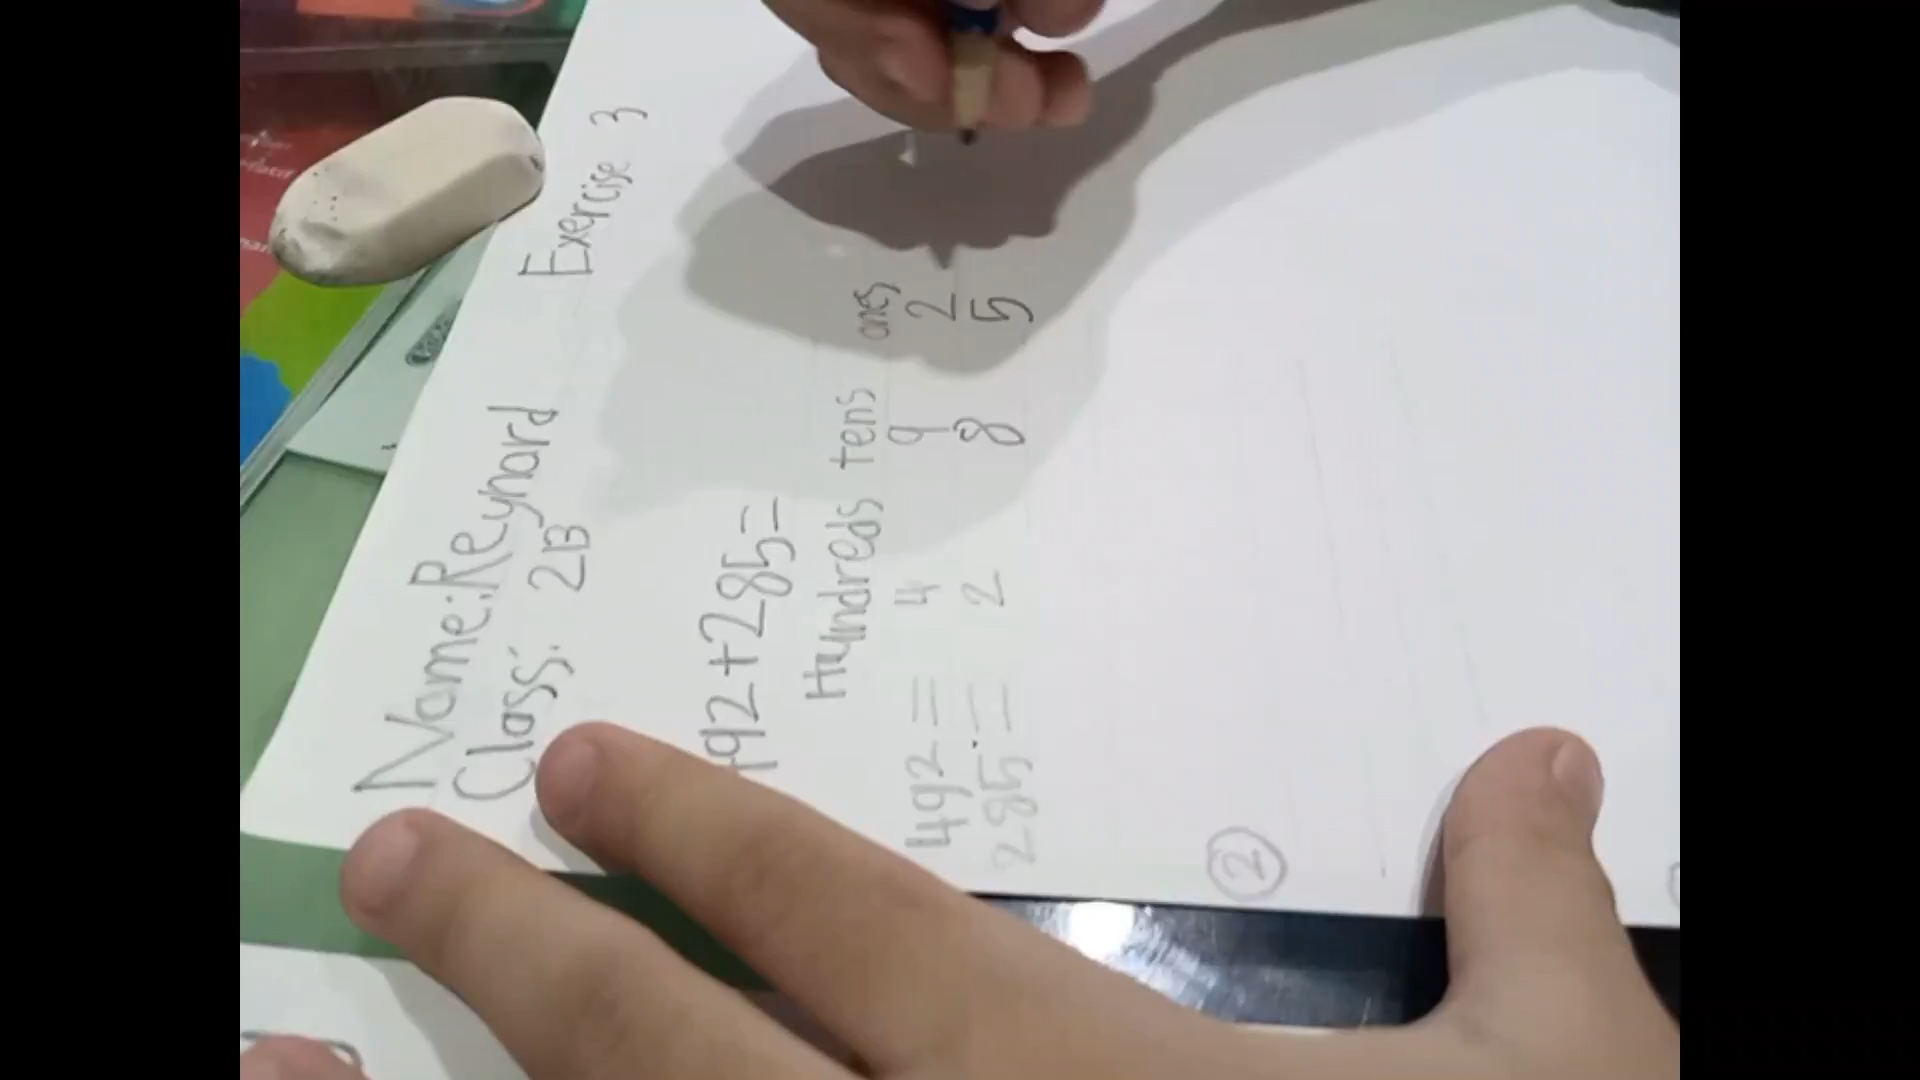 Name: Reynard
Class: 2B
Exercise 3
492+285=
Hundreds tens ones
492 = 4 9 2
285 = 2 8 5
2